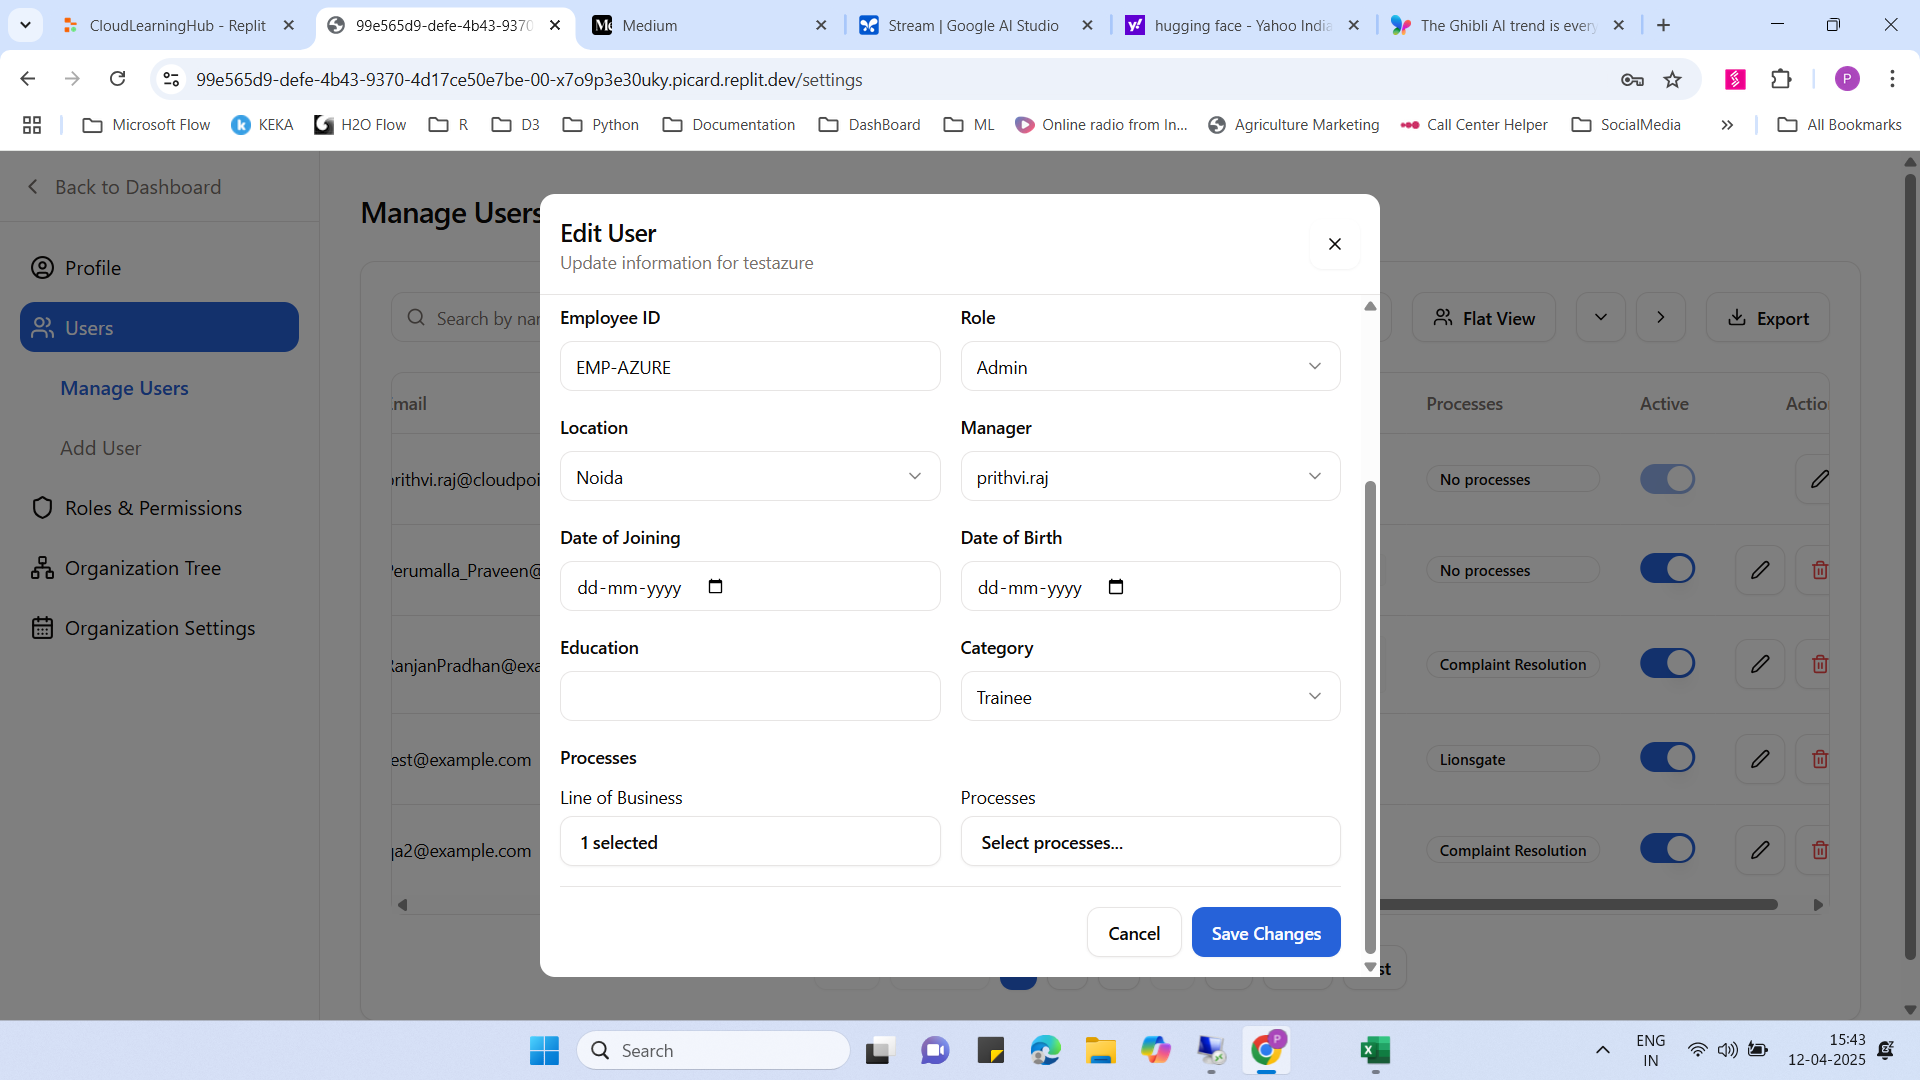 CloudLearningHub - Replit
99e565d9-defe-4b43-9370
Medium
Stream | Google AI Studio
hugging face - Yahoo India
The Ghibli AI trend is every
99e565d9-defe-4b43-9370-4d17ce50e7be-00-x7o9p3e30uky.picard.replit.dev/settings
P
Microsoft Flow
KEKA
H2O Flow
R
D3
Python
Documentation
DashBoard
ML
Online radio from In...
Agriculture Marketing
Call Center Helper
SocialMedia
All Bookmarks
Back to Dashboard
Profile
Users
Manage Users
Add User
Roles & Permissions
Organization Tree
Organization Settings
Manage Users
Search by nam
Flat View
Export
Email
Processes
Active
Action
prithvi.raj@cloudpoi
No processes
Perumalla_Praveen@
No processes
RanjanPradhan@exa
Complaint Resolution
est@example.com
Lionsgate
qa2@example.com
Complaint Resolution
st
Edit User
Update information for testazure
Employee ID
Role
EMP-AZURE
Admin
Location
Manager
Noida
prithvi.raj
Date of Joining
Date of Birth
dd-mm-yyyy
dd-mm-yyyy
Education
Category
Trainee
Processes
Line of Business
Processes
1 selected
Select processes...
Cancel
Save Changes
Search
ENG
IN
15:43
12-04-2025